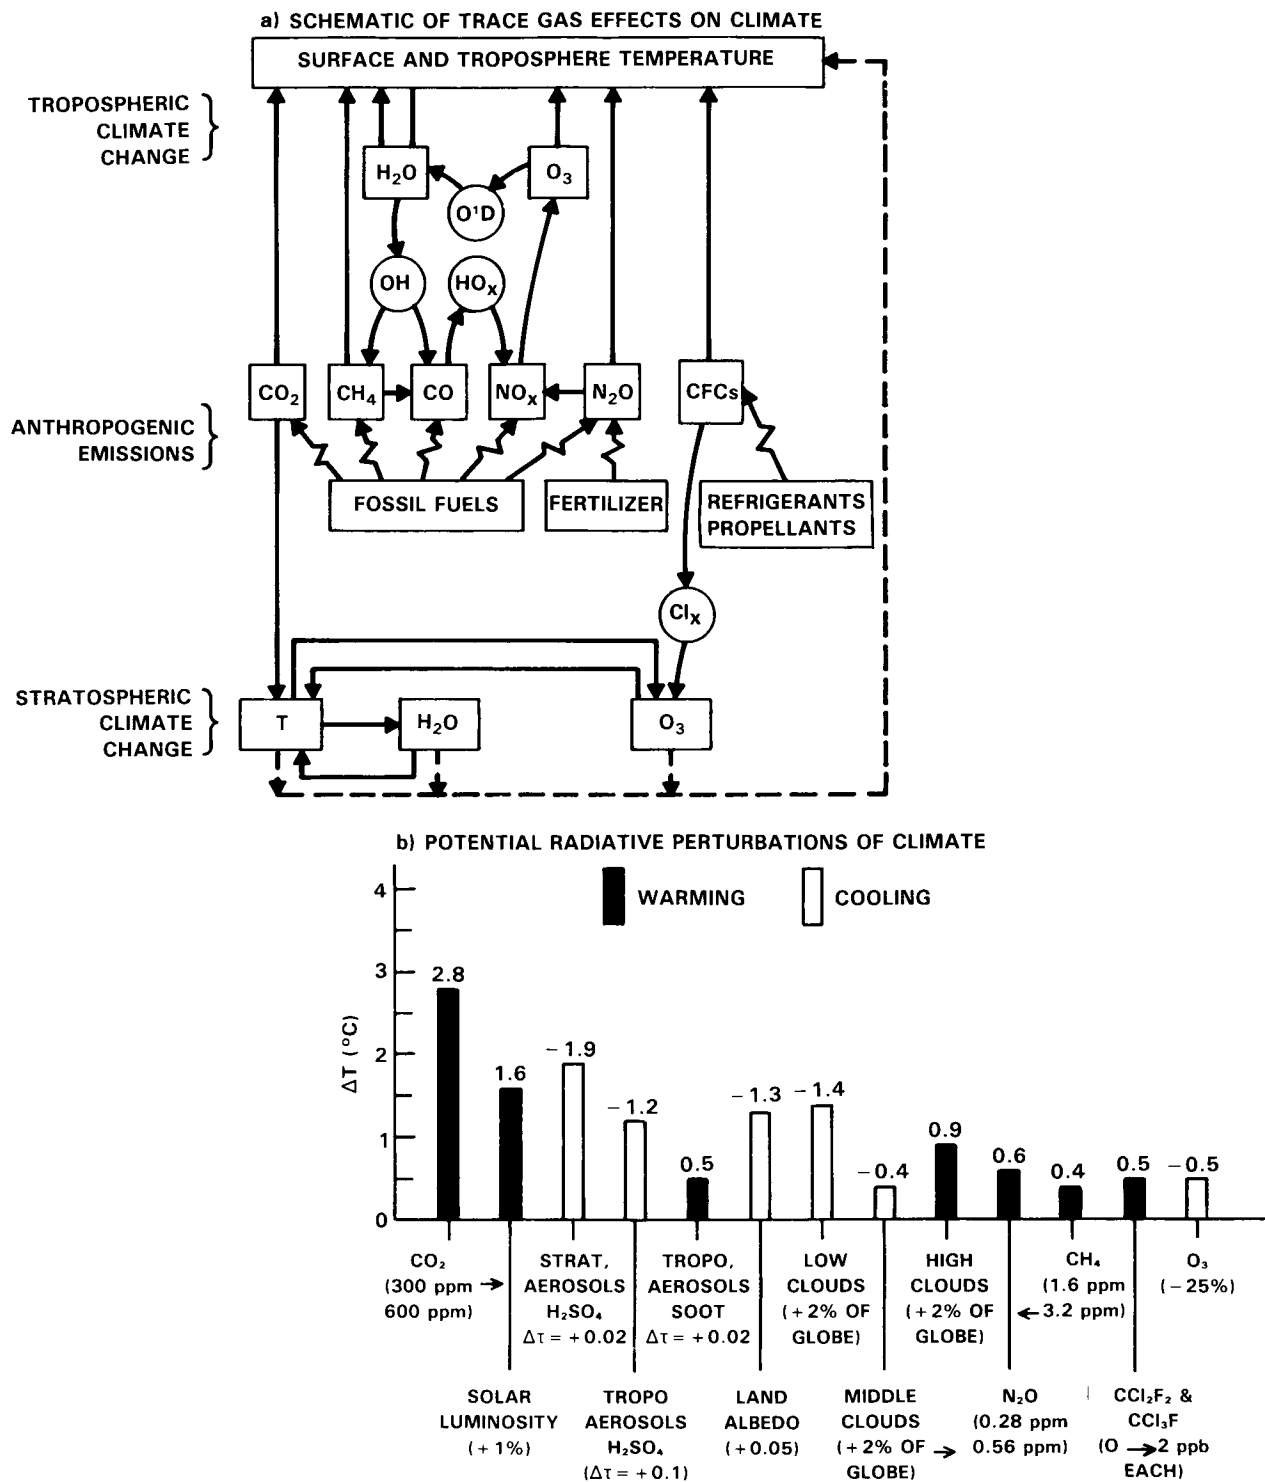 a) SCHEMATIC OF TRACE GAS EFFECTS ON CLIMATE
SURFACE AND TROPOSPHERE TEMPERATURE
TROPOSPHERIC
CLIMATE
CHANGE
H₂O
O₃
O¹D
OH
HOₓ
CO₂
CH₄
CO
NOₓ
N₂O
CFCs
ANTHROPOGENIC
EMISSIONS
FOSSIL FUELS
FERTILIZER
REFRIGERANTS
PROPELLANTS
Clₓ
STRATOSPHERIC
CLIMATE
CHANGE
T
H₂O
O₃
b) POTENTIAL RADIATIVE PERTURBATIONS OF CLIMATE
WARMING
COOLING
ΔT (°C)
4
3
2
1
0
2.8
1.6
−1.9
−1.2
0.5
−1.3
−1.4
−0.4
0.9
0.6
0.4
0.5
−0.5
CO₂
(300 ppm →
600 ppm)
STRAT,
AEROSOLS
H₂SO₄
Δτ = +0.02
TROPO,
AEROSOLS
SOOT
Δτ = +0.02
LOW
CLOUDS
(+2% OF
GLOBE)
HIGH
CLOUDS
(+2% OF
GLOBE)
CH₄
(1.6 ppm
←3.2 ppm)
O₃
(−25%)
SOLAR
LUMINOSITY
(+1%)
TROPO
AEROSOLS
H₂SO₄
(Δτ = +0.1)
LAND
ALBEDO
(+0.05)
MIDDLE
CLOUDS
(+2% OF →
GLOBE)
N₂O
(0.28 ppm
0.56 ppm)
CCl₂F₂ &
CCl₃F
(O →2 ppb
EACH)